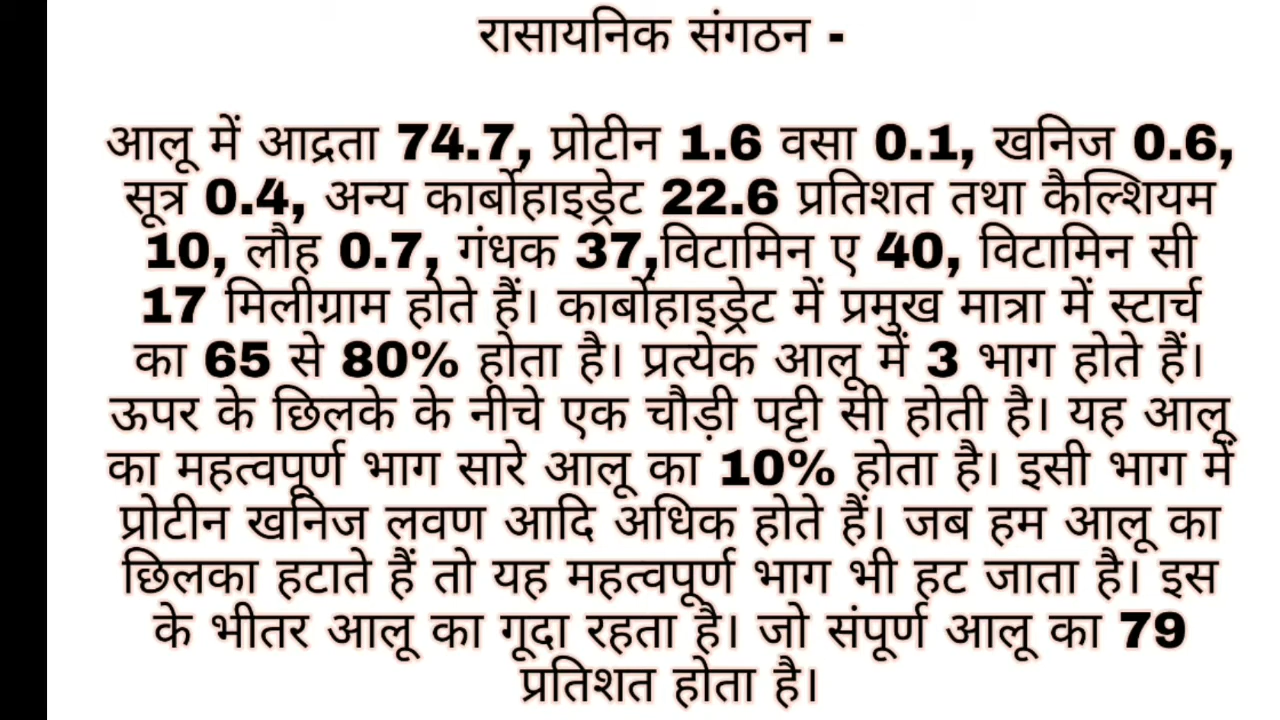 रासायनिक संगठन -
आलू में आद्रता 74.7, प्रोटीन 1.6 वसा 0.1, खनिज 0.6,
सूत्र 0.4, अन्य कार्बोहाइड्रेट 22.6 प्रतिशत तथा कैल्शियम
10, लौह 0.7, गंधक 37,विटामिन ए 40, विटामिन सी
17 मिलीग्राम होते हैं। कार्बोहाइड्रेट में प्रमुख मात्रा में स्टार्च
का 65 से 80% होता है। प्रत्येक आलू में 3 भाग होते हैं।
ऊपर के छिलके के नीचे एक चौड़ी पट्टी सी होती है। यह आलू
का महत्वपूर्ण भाग सारे आलू का 10% होता है। इसी भाग में
प्रोटीन खनिज लवण आदि अधिक होते हैं। जब हम आलू का
छिलका हटाते हैं तो यह महत्वपूर्ण भाग भी हट जाता है। इस
के भीतर आलू का गूदा रहता है। जो संपूर्ण आलू का 79
प्रतिशत होता है।